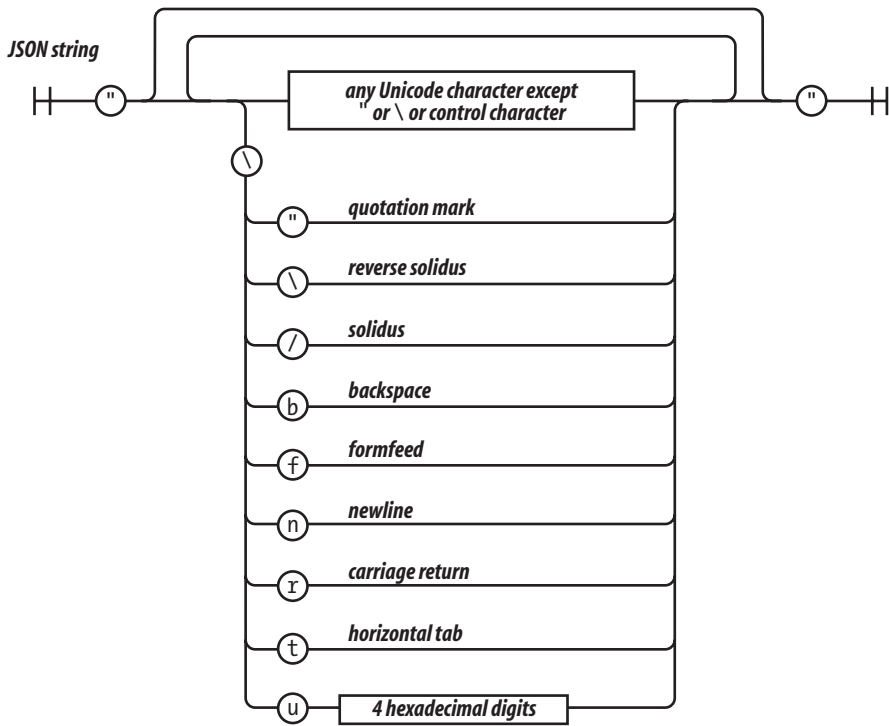 JSON string
"
any Unicode character except
" or \ or control character
"
\
" quotation mark
\ reverse solidus
/ solidus
b backspace
f formfeed
n newline
r carriage return
t horizontal tab
u 4 hexadecimal digits